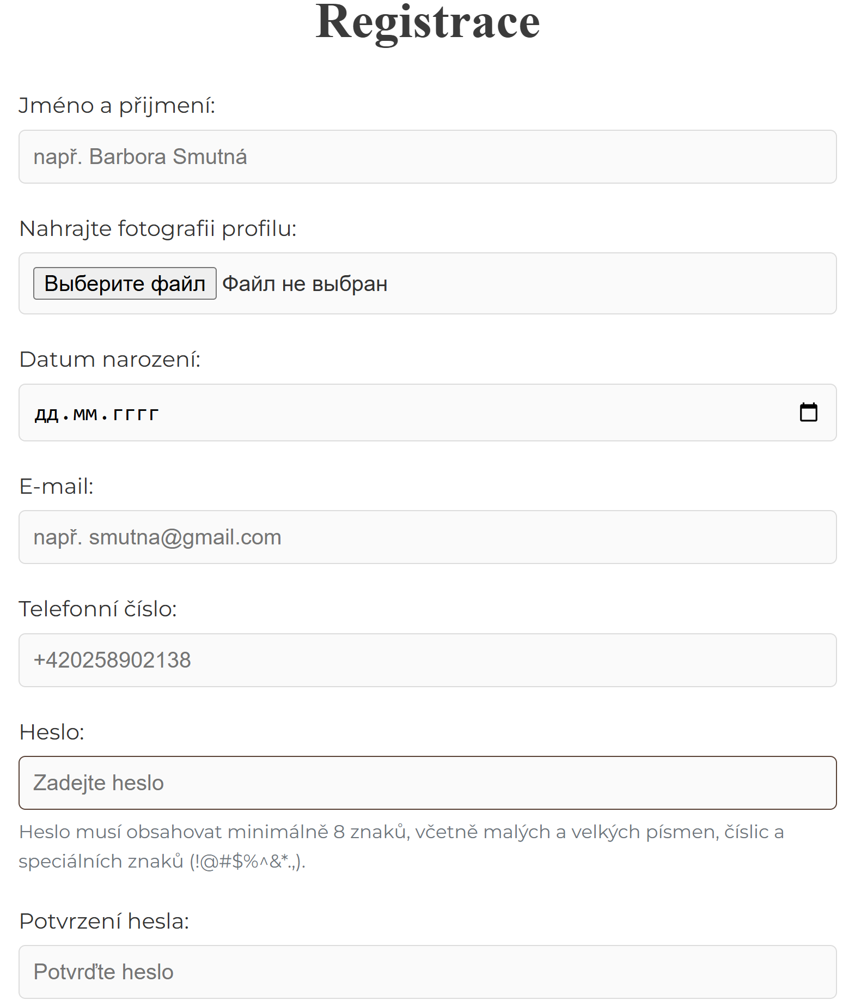 Registrace
Jméno a přijmení:
např. Barbora Smutná
Nahrajte fotografii profilu:
Выберите файл Файл не выбран
Datum narození:
дд.мм.гггг
E-mail:
např. smutna@gmail.com
Telefonní číslo:
+420258902138
Heslo:
Zadejte heslo
Heslo musí obsahovat minimálně 8 znaků, včetně malých a velkých písmen, číslic a
speciálních znaků (!@#$%^&*.,).
Potvrzení hesla:
Potvrďte heslo